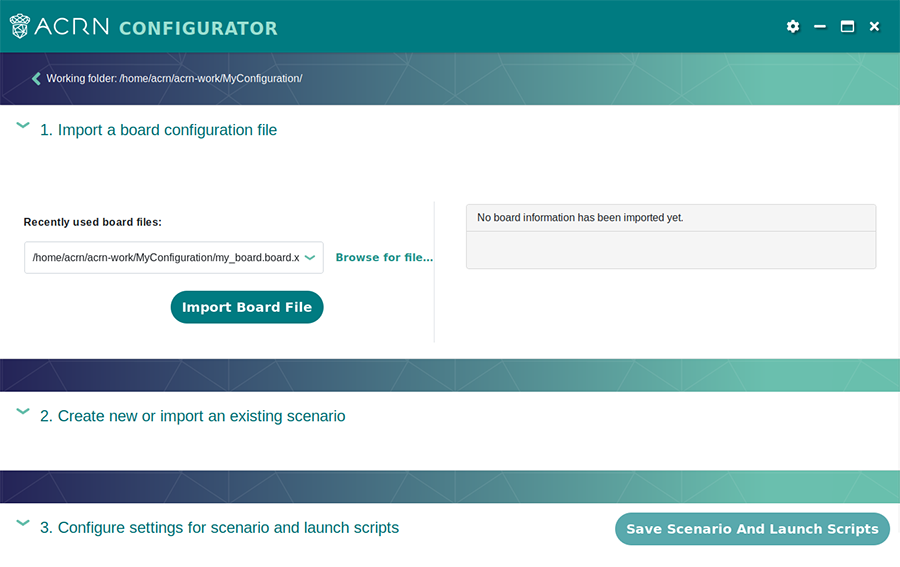 ACRN CONFIGURATOR
Working folder: /home/acrn/acrn-work/MyConfiguration/
1. Import a board configuration file
Recently used board files:
/home/acrn/acrn-work/MyConfiguration/my_board.board.x
Browse for file...
Import Board File
No board information has been imported yet.
2. Create new or import an existing scenario
3. Configure settings for scenario and launch scripts
Save Scenario And Launch Scripts